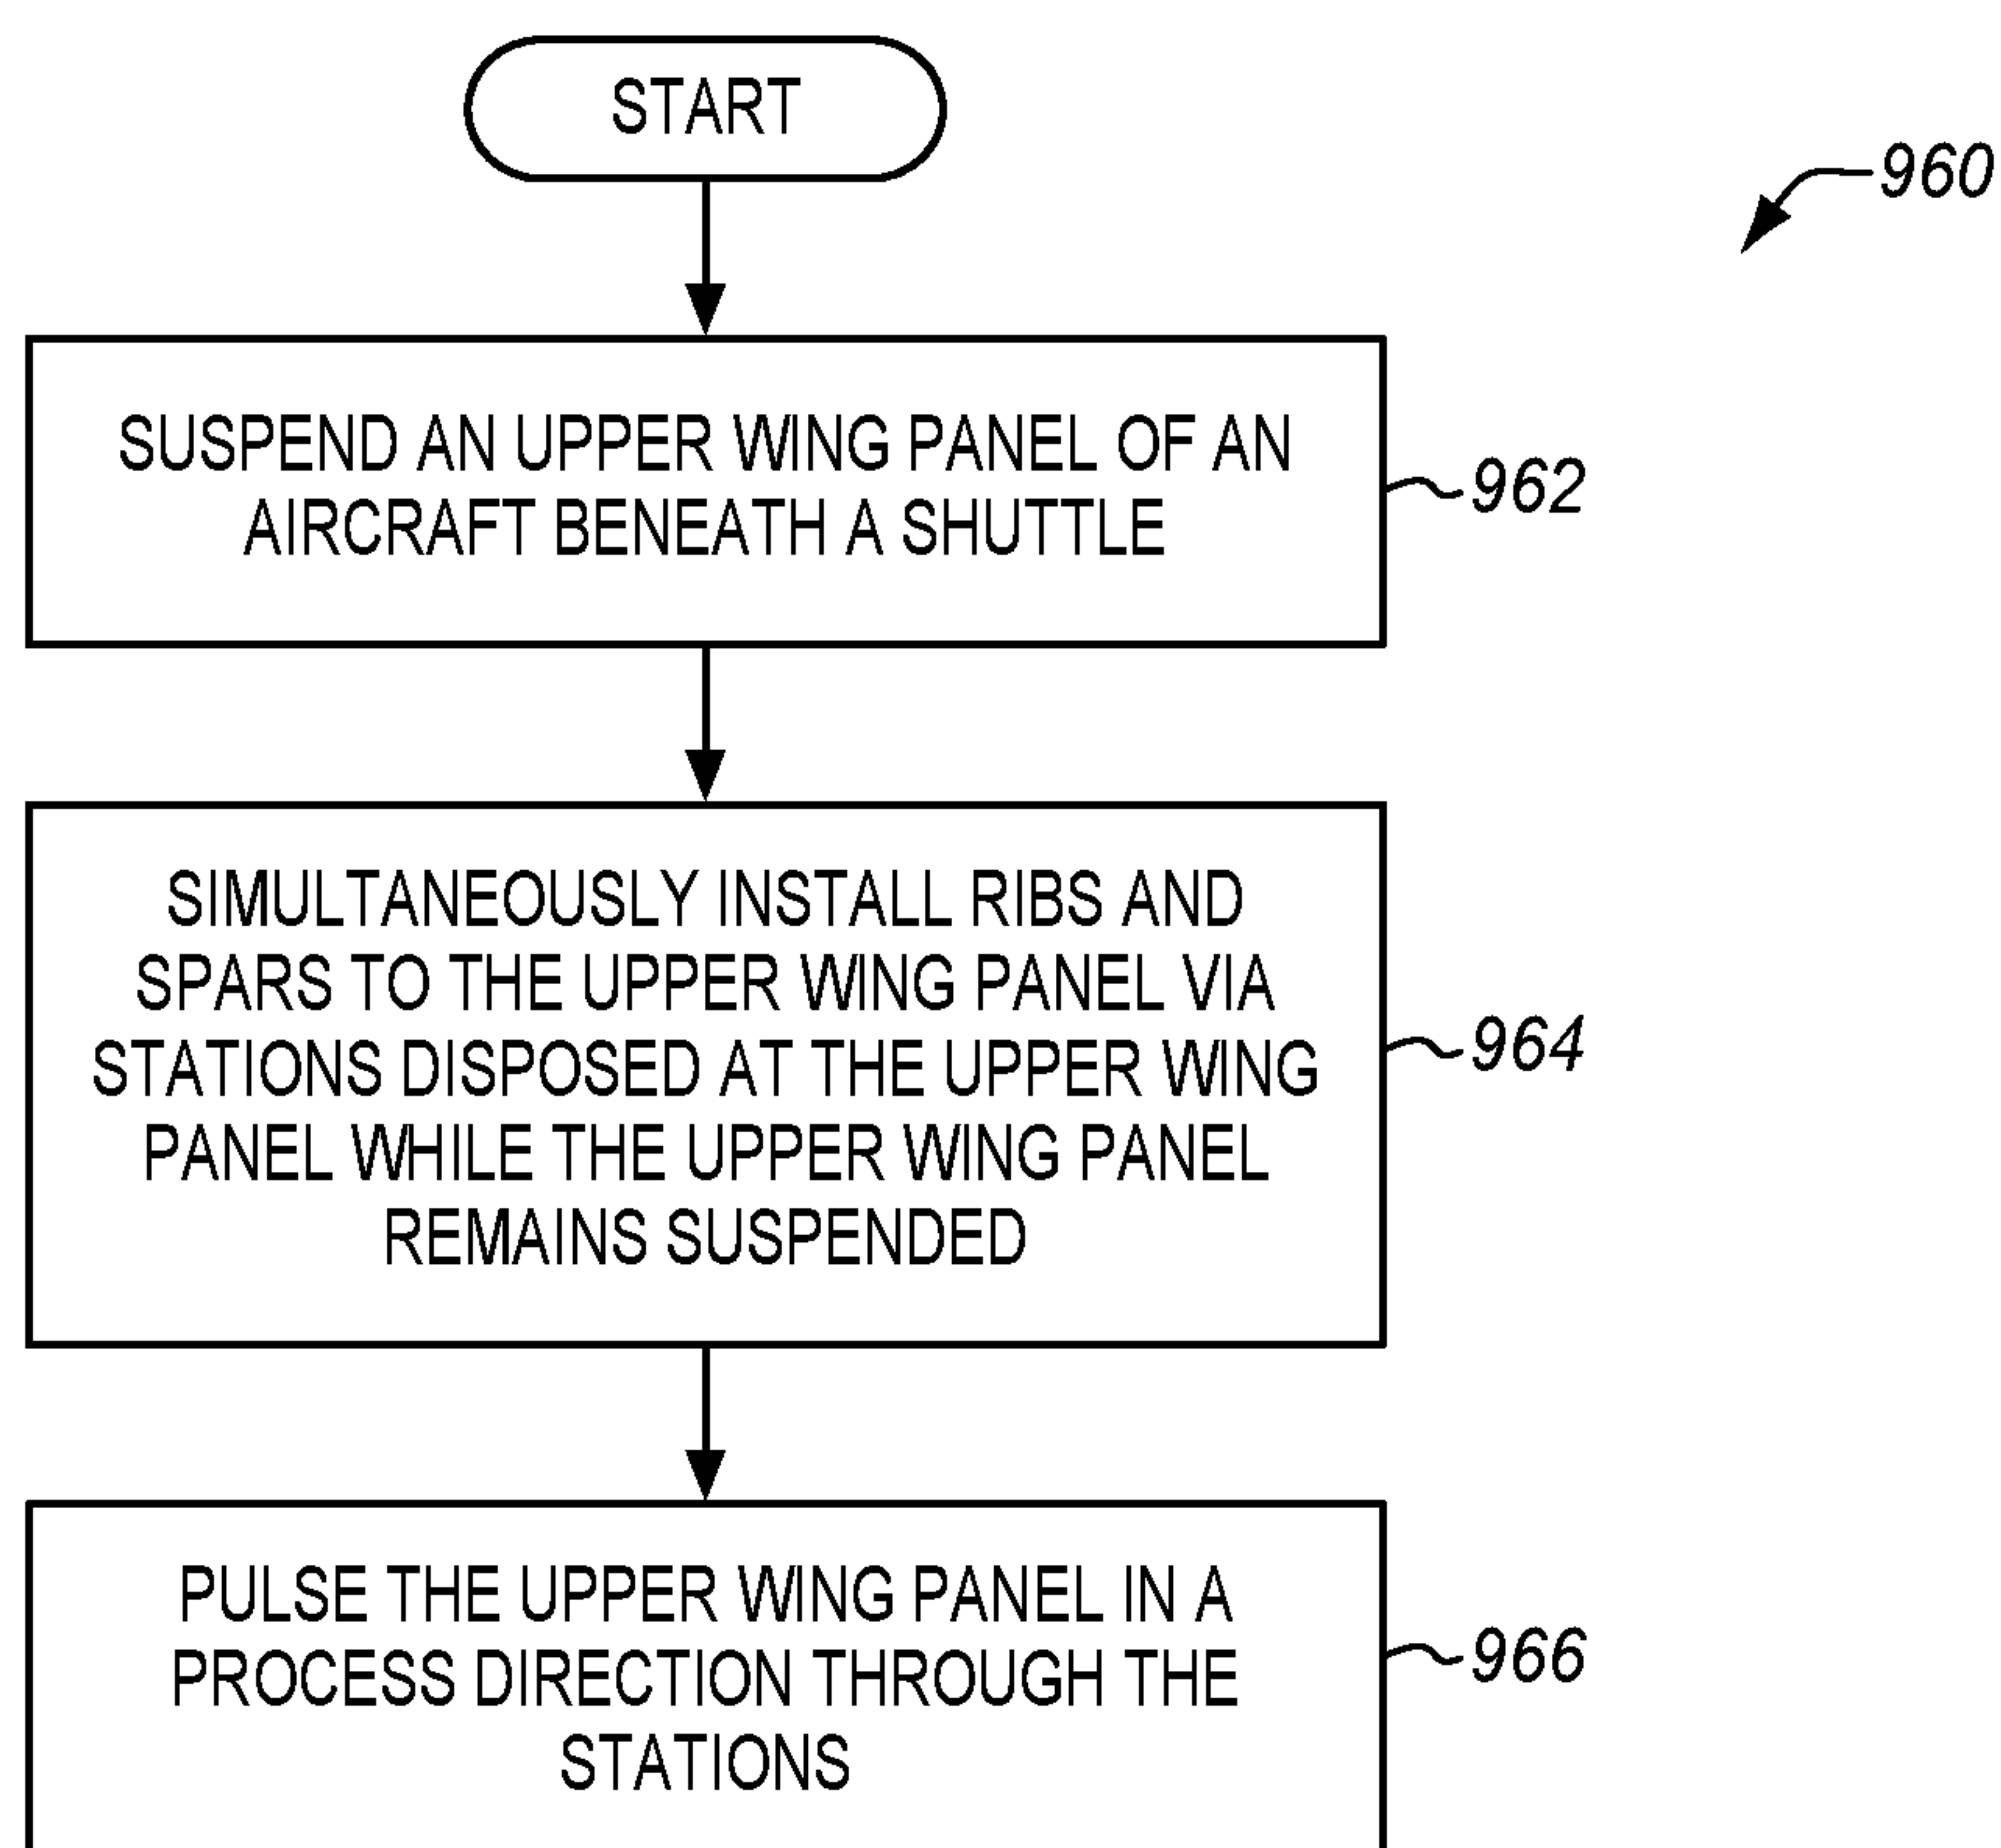 START
960
SUSPEND AN UPPER WING PANEL OF AN
AIRCRAFT BENEATH A SHUTTLE
962
SIMULTANEOUSLY INSTALL RIBS AND
SPARS TO THE UPPER WING PANEL VIA
STATIONS DISPOSED AT THE UPPER WING
PANEL WHILE THE UPPER WING PANEL
REMAINS SUSPENDED
964
PULSE THE UPPER WING PANEL IN A
PROCESS DIRECTION THROUGH THE
STATIONS
966